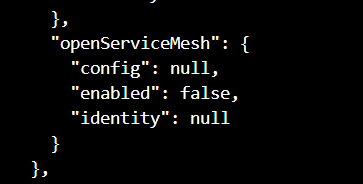 },
"openServiceMesh": {
"config": null,
"enabled": false,
"identity": null
}
},